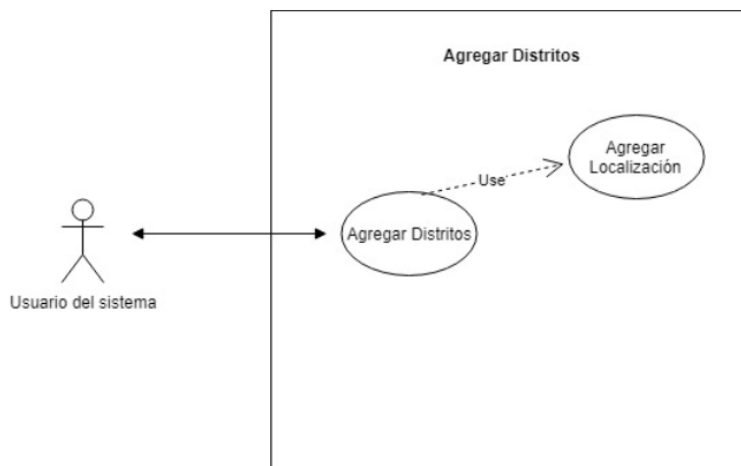 Agregar Distritos
Agregar
Localización
Use
Agregar Distritos
Usuario del sistema